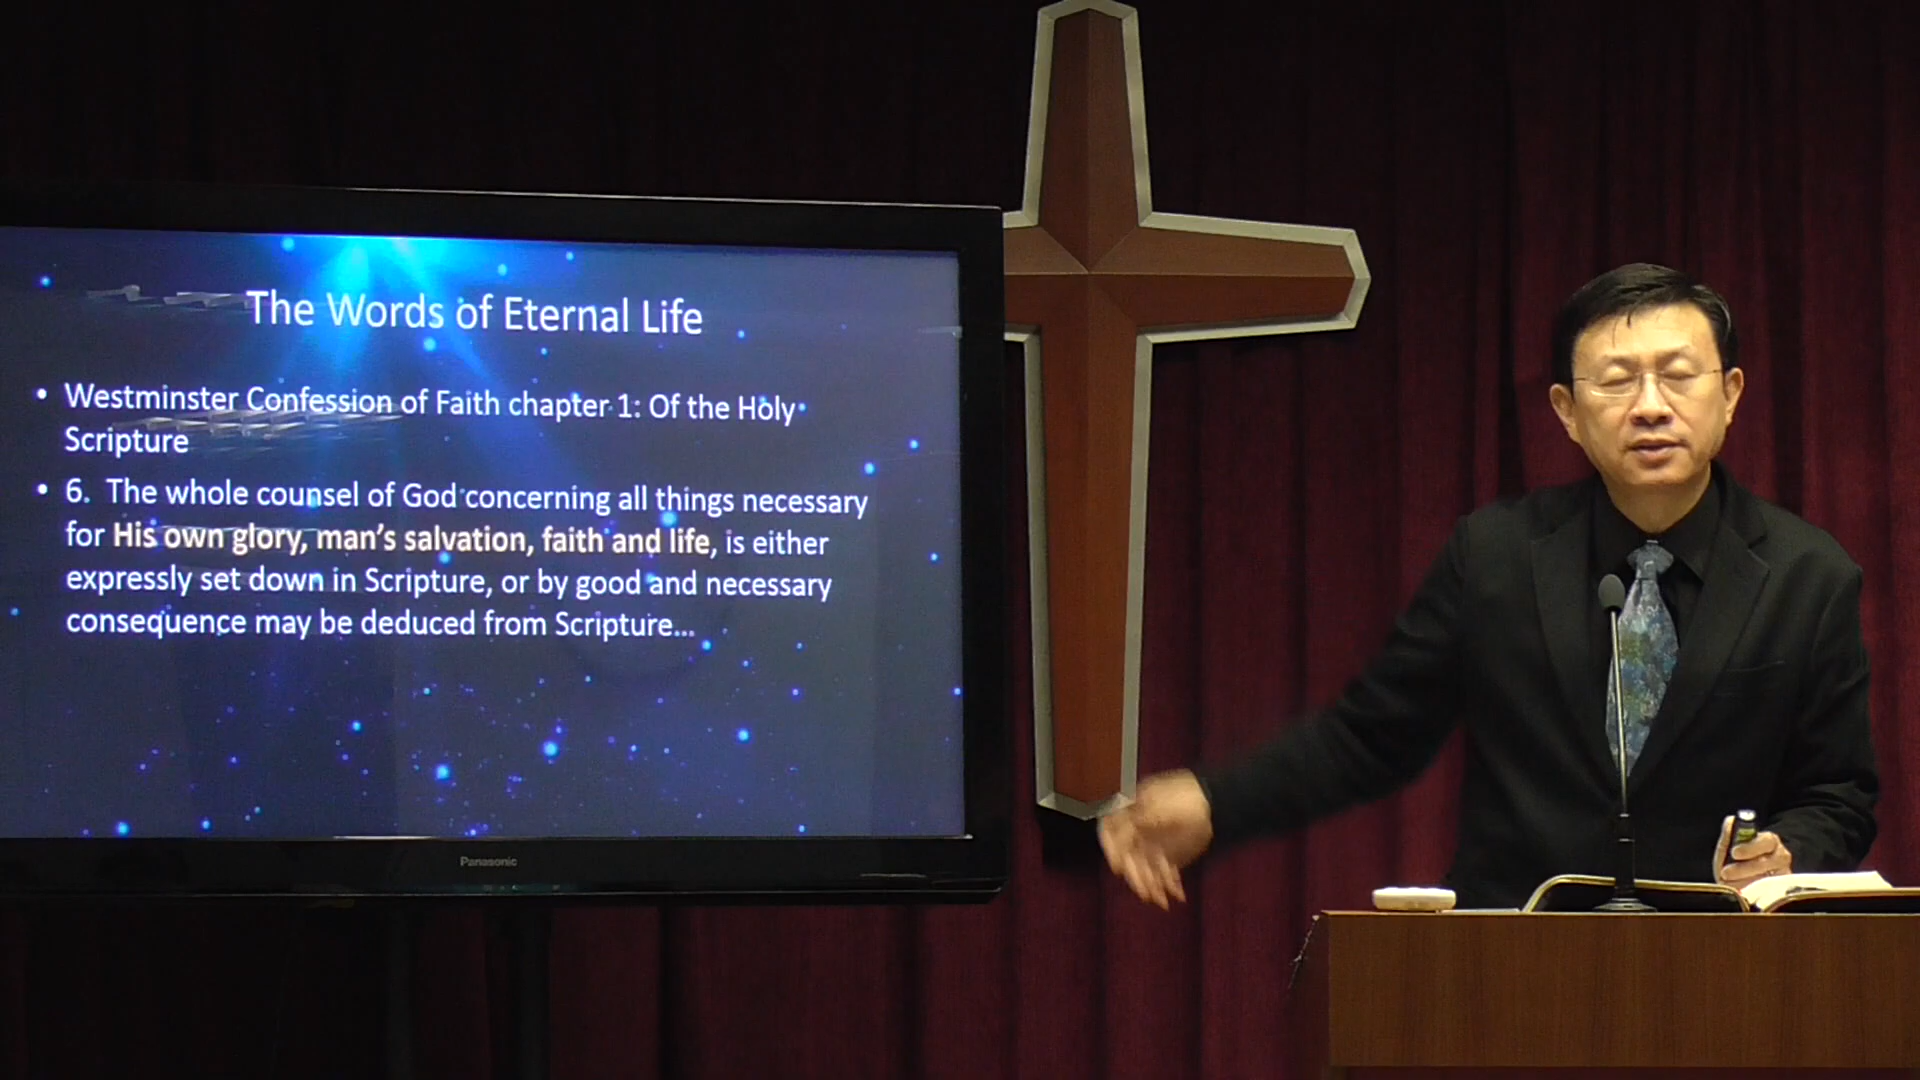 The Words of Eternal Life
• Westminster Confession of Faith chapter 1: Of the Holy
Scripture
• 6. The whole counsel of God concerning all things necessary
for His own glory, man's salvation, faith and life, is either
expressly set down in Scripture, or by good and necessary
consequence may be deduced from Scripture...
Panasonic